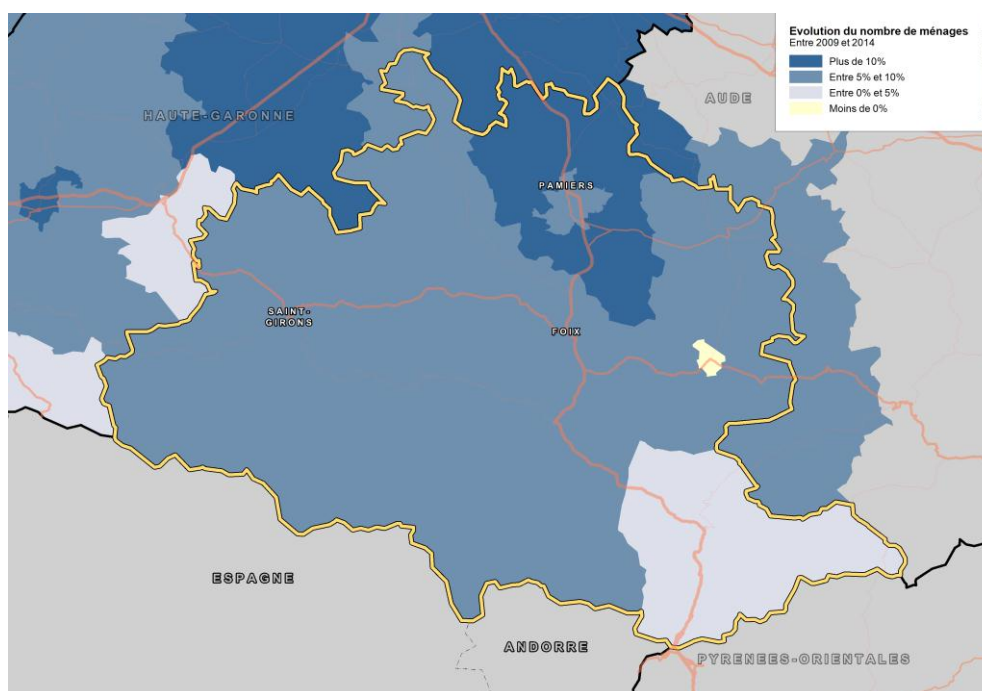 Evolution du nombre de ménages
Entre 2009 et 2014
Plus de 10%
Entre 5% et 10%
Entre 0% et 5%
Moins de 0%
AUDE
HAUTE-GARONNE
PAMIERS
SAINT-
GIRONS
FOIX
ESPAGNE
ANDORRE
PYRENEES-ORIENTALES